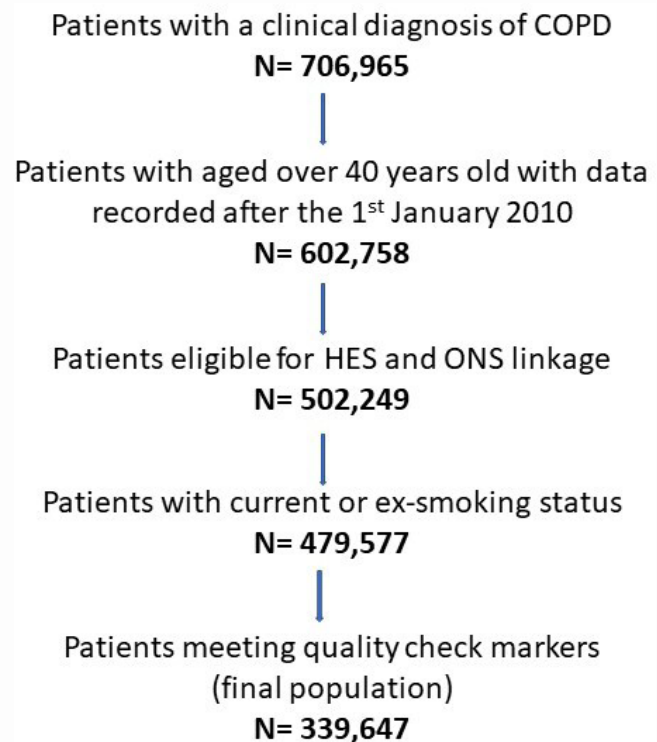 Patients with a clinical diagnosis of COPD
N= 706,965
Patients with aged over 40 years old with data
recorded after the 1st January 2010
N= 602,758
Patients eligible for HES and ONS linkage
N= 502,249
Patients with current or ex-smoking status
N= 479,577
Patients meeting quality check markers
(final population)
N= 339,647